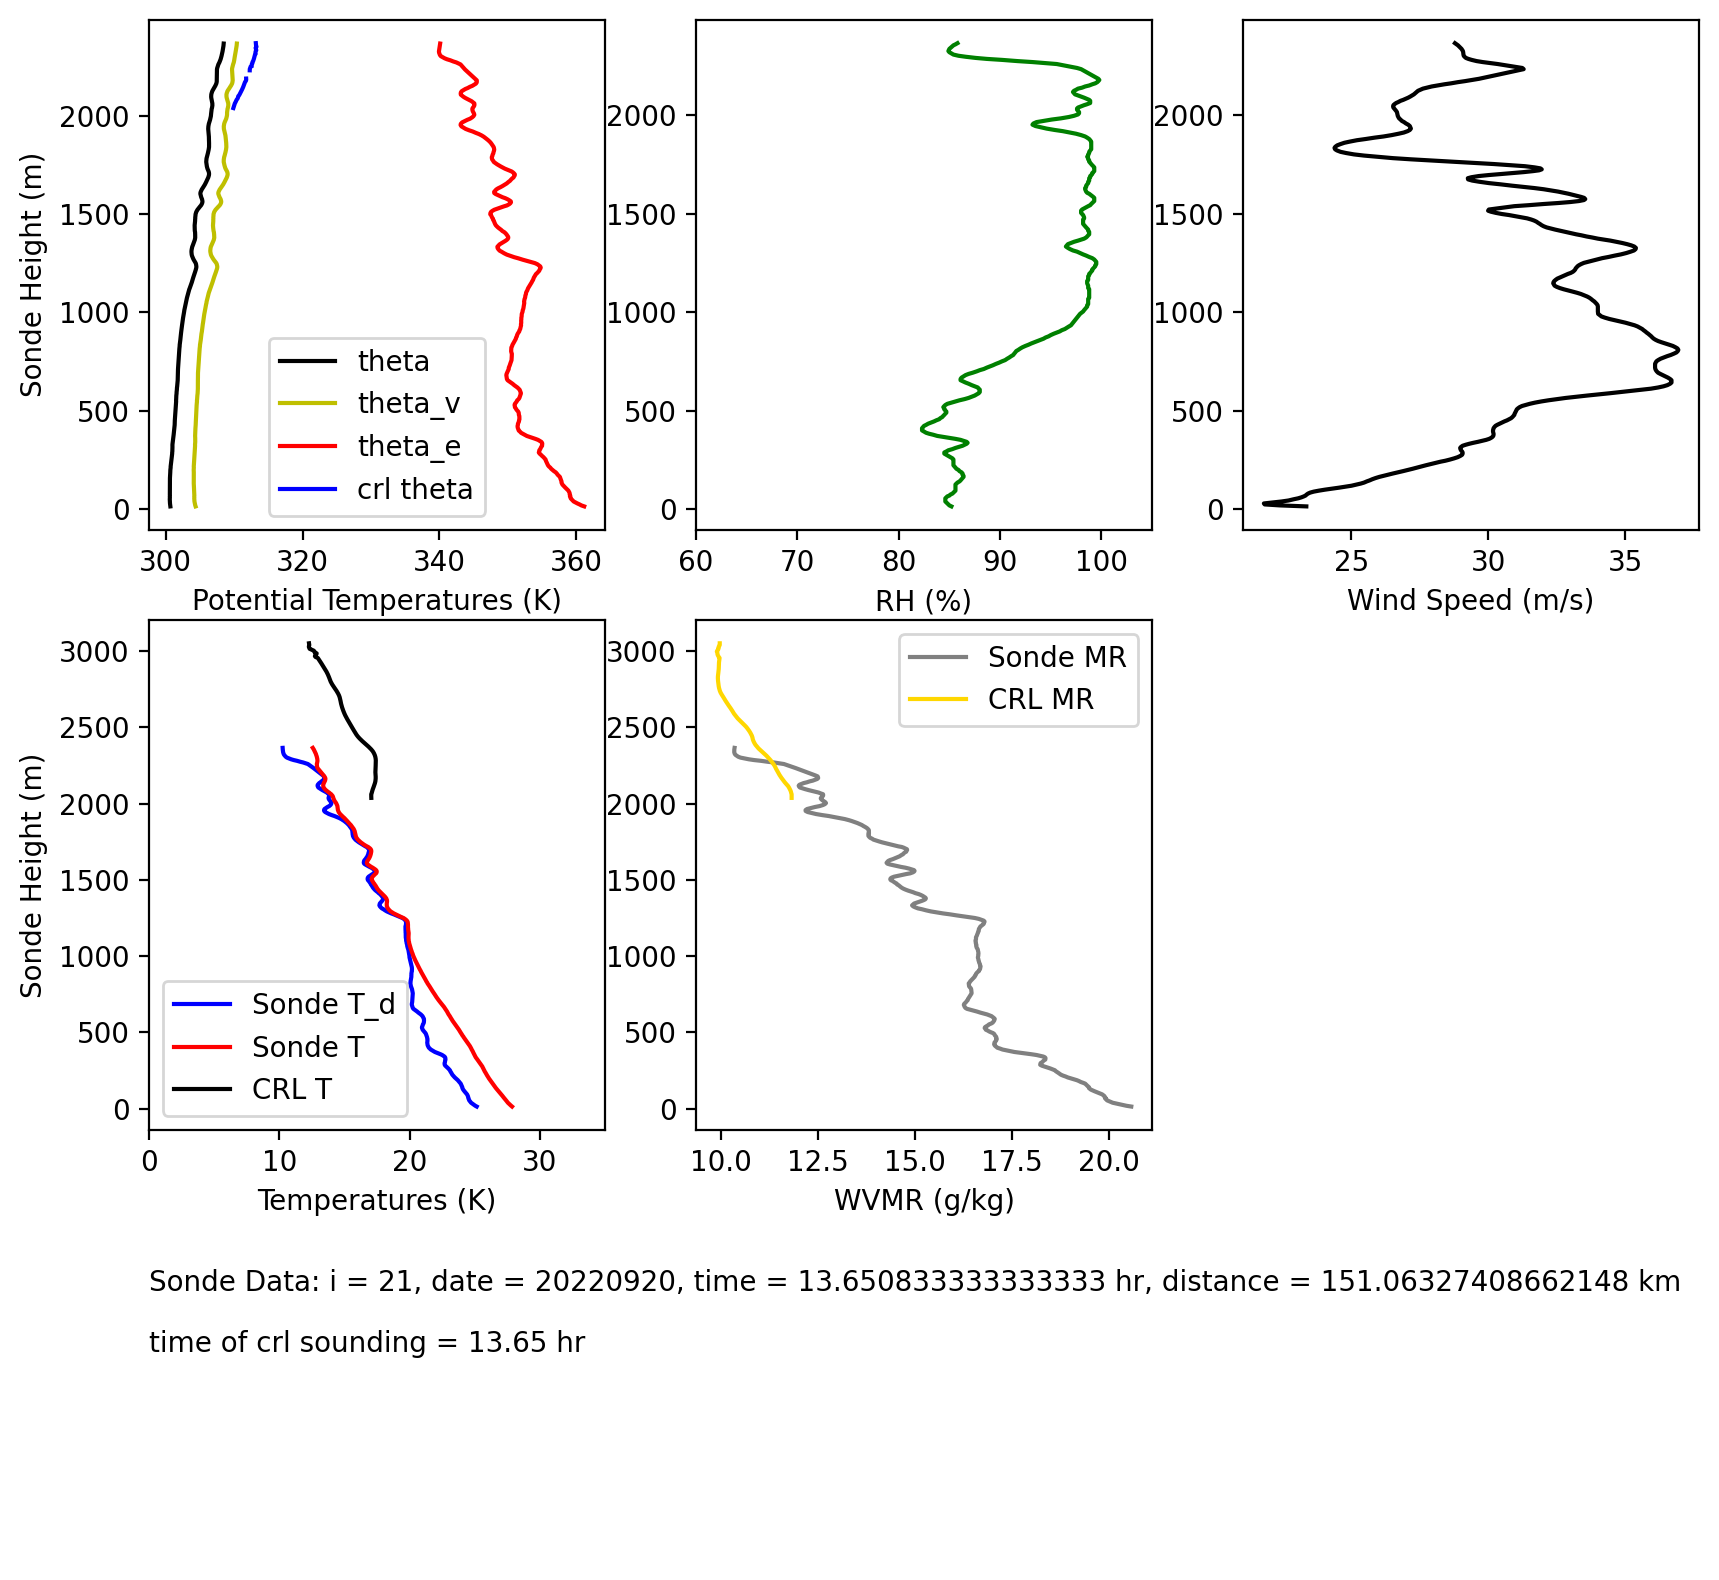 2000
1500
1000
500
0
Sonde Height (m)
theta
theta_v
theta_e
crl theta
300 320 340 360
Potential Temperatures (K)
2000
1500
1000
500
0
60 70 80 90 100
RH (%)
2000
1500
1000
500
0
25 30 35
Wind Speed (m/s)
3000
2500
2000
1500
1000
500
0
Sonde Height (m)
Sonde T_d
Sonde T
CRL T
0 10 20 30
Temperatures (K)
3000
2500
2000
1500
1000
500
0
Sonde MR
CRL MR
10.0 12.5 15.0 17.5 20.0
WVMR (g/kg)
Sonde Data: i = 21, date = 20220920, time = 13.650833333333333 hr, distance = 151.06327408662148 km
time of crl sounding = 13.65 hr